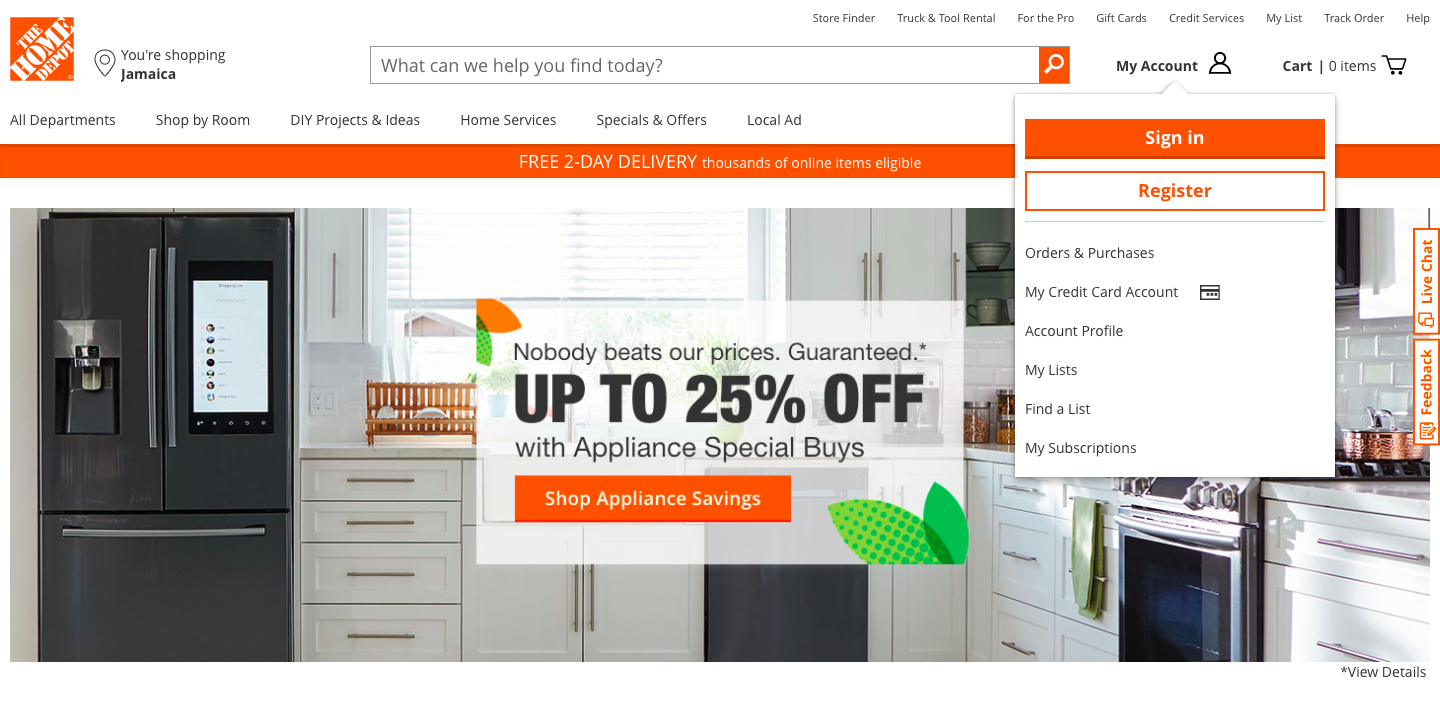 Store Finder Truck & Tool Rental For the Pro Gift Cards Credit Services My List Track Order Help
THE HOME DEPOT
You're shopping
Jamaica
What can we help you find today?
My Account
Cart | 0 items
All Departments Shop by Room DIY Projects & Ideas Home Services Specials & Offers Local Ad
FREE 2-DAY DELIVERY thousands of online items eligible
Sign in
Register
Orders & Purchases
My Credit Card Account
Account Profile
My Lists
Find a List
My Subscriptions
Shopping List
Nobody beats our prices. Guaranteed.*
UP TO 25% OFF
with Appliance Special Buys
Shop Appliance Savings
Live Chat
Feedback
*View Details